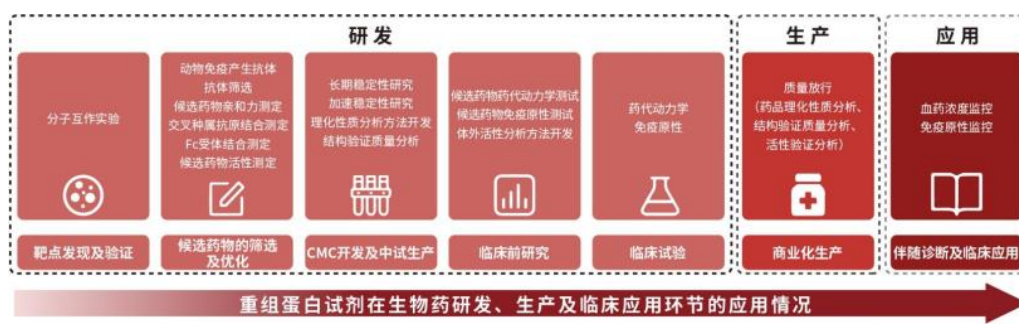 研发
生产
应用
分子互作实验
动物免疫产生抗体
抗体筛选
候选药物亲和力测定
交叉种属抗原结合测定
Fc受体结合测定
候选药物活性测定
长期稳定性研究
加速稳定性研究
理化性质分析方法开发
结构验证质量分析
候选药物药代动力学测试
候选药物免疫原性测试
体外活性分析方法开发
药代动力学
免疫原性
质量放行
（药品理化性质分析、
结构验证质量分析、
活性验证分析）
血药浓度监控
免疫原性监控
靶点发现及验证
候选药物的筛选
及优化
CMC开发及中试生产
临床前研究
临床试验
商业化生产
伴随诊断及临床应用
重组蛋白试剂在生物药研发、生产及临床应用环节的应用情况